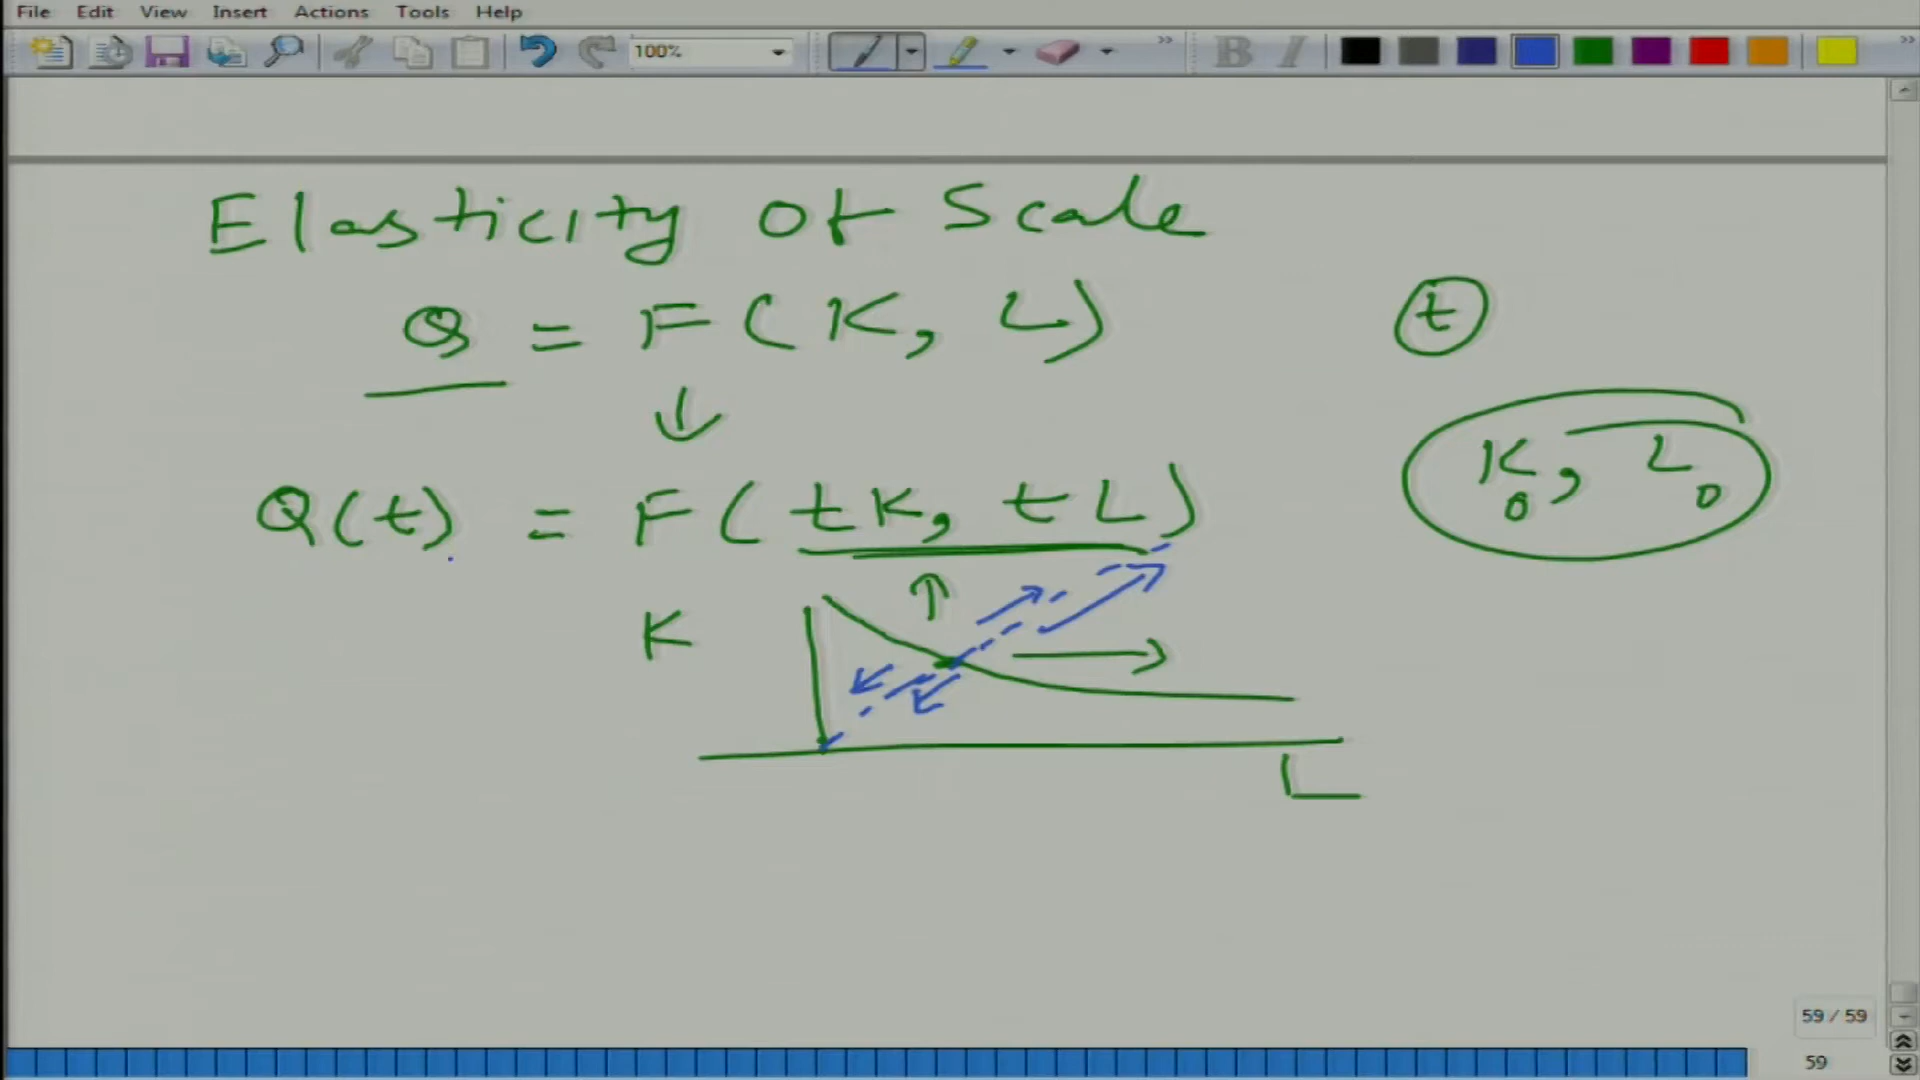 File Edit View Insert Actions Tools Help
100%
B I
Elasticity of Scale
Q = F(K, L)
t
↓
K₀, L₀
Q(t) = F(tK, tL)
K
L
59 / 59
59